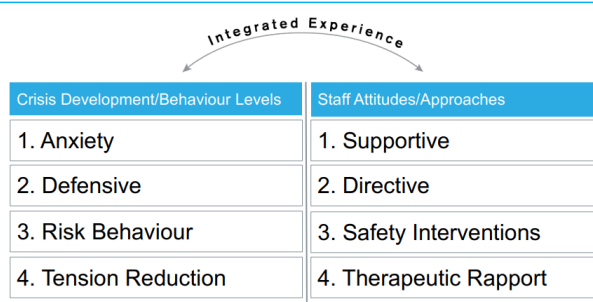 Integrated Experience
Crisis Development/Behaviour Levels
Staff Attitudes/Approaches
1. Anxiety
1. Supportive
2. Defensive
2. Directive
3. Risk Behaviour
3. Safety Interventions
4. Tension Reduction
4. Therapeutic Rapport